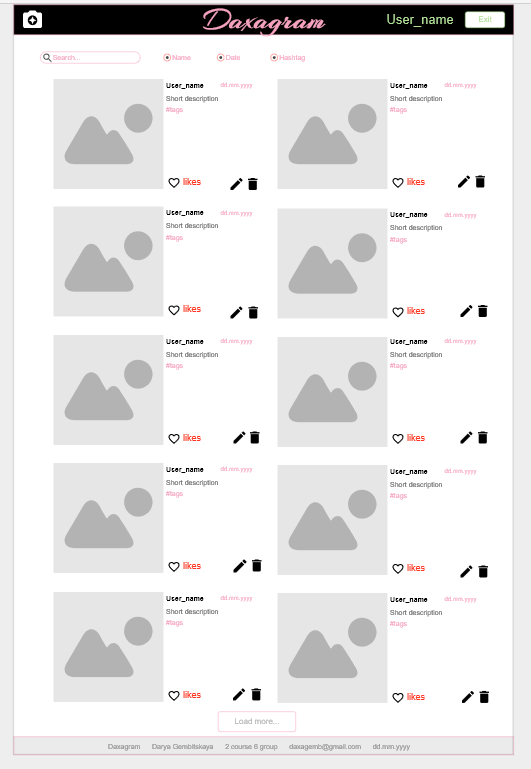 Daxagram User_name Exit
Search... Name Date Hashtag
User_name dd.mm.yyyy
Short description
#tags
likes
User_name dd.mm.yyyy
Short description
#tags
likes
User_name dd.mm.yyyy
Short description
#tags
likes
User_name dd.mm.yyyy
Short description
#tags
likes
User_name dd.mm.yyyy
Short description
#tags
likes
User_name dd.mm.yyyy
Short description
#tags
likes
User_name dd.mm.yyyy
Short description
#tags
likes
User_name dd.mm.yyyy
Short description
#tags
likes
User_name dd.mm.yyyy
Short description
#tags
likes
User_name dd.mm.yyyy
Short description
#tags
likes
Load more...
Daxagram Darya Gembitskaya 2 course 6 group daxagemb@gmail.com dd.mm.yyyy